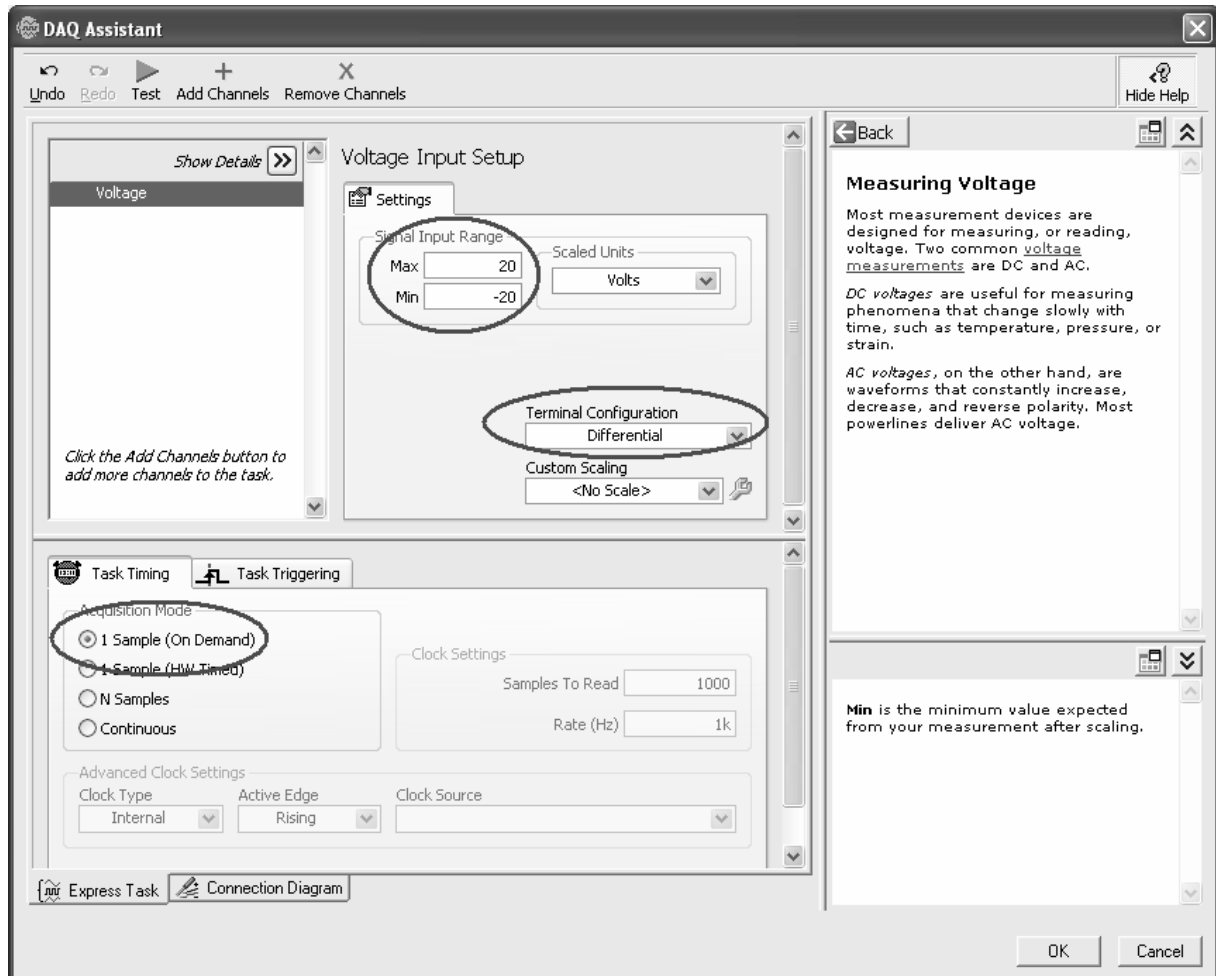 DAQ Assistant
Undo Redo Test Add Channels Remove Channels Hide Help
Show Details
Voltage
Click the Add Channels button to
add more channels to the task.
Voltage Input Setup
Settings
Signal Input Range
Max 20
Min -20
Scaled Units
Volts
Terminal Configuration
Differential
Custom Scaling
<No Scale>
Task Timing Task Triggering
Acquisition Mode
1 Sample (On Demand)
1 Sample (HW Timed)
N Samples
Continuous
Clock Settings
Samples To Read 1000
Rate (Hz) 1k
Advanced Clock Settings
Clock Type Active Edge Clock Source
Internal Rising
Express Task Connection Diagram
Back
Measuring Voltage
Most measurement devices are
designed for measuring, or reading,
voltage. Two common voltage
measurements are DC and AC.
DC voltages are useful for measuring
phenomena that change slowly with
time, such as temperature, pressure, or
strain.
AC voltages, on the other hand, are
waveforms that constantly increase,
decrease, and reverse polarity. Most
powerlines deliver AC voltage.
Min is the minimum value expected
from your measurement after scaling.
OK Cancel